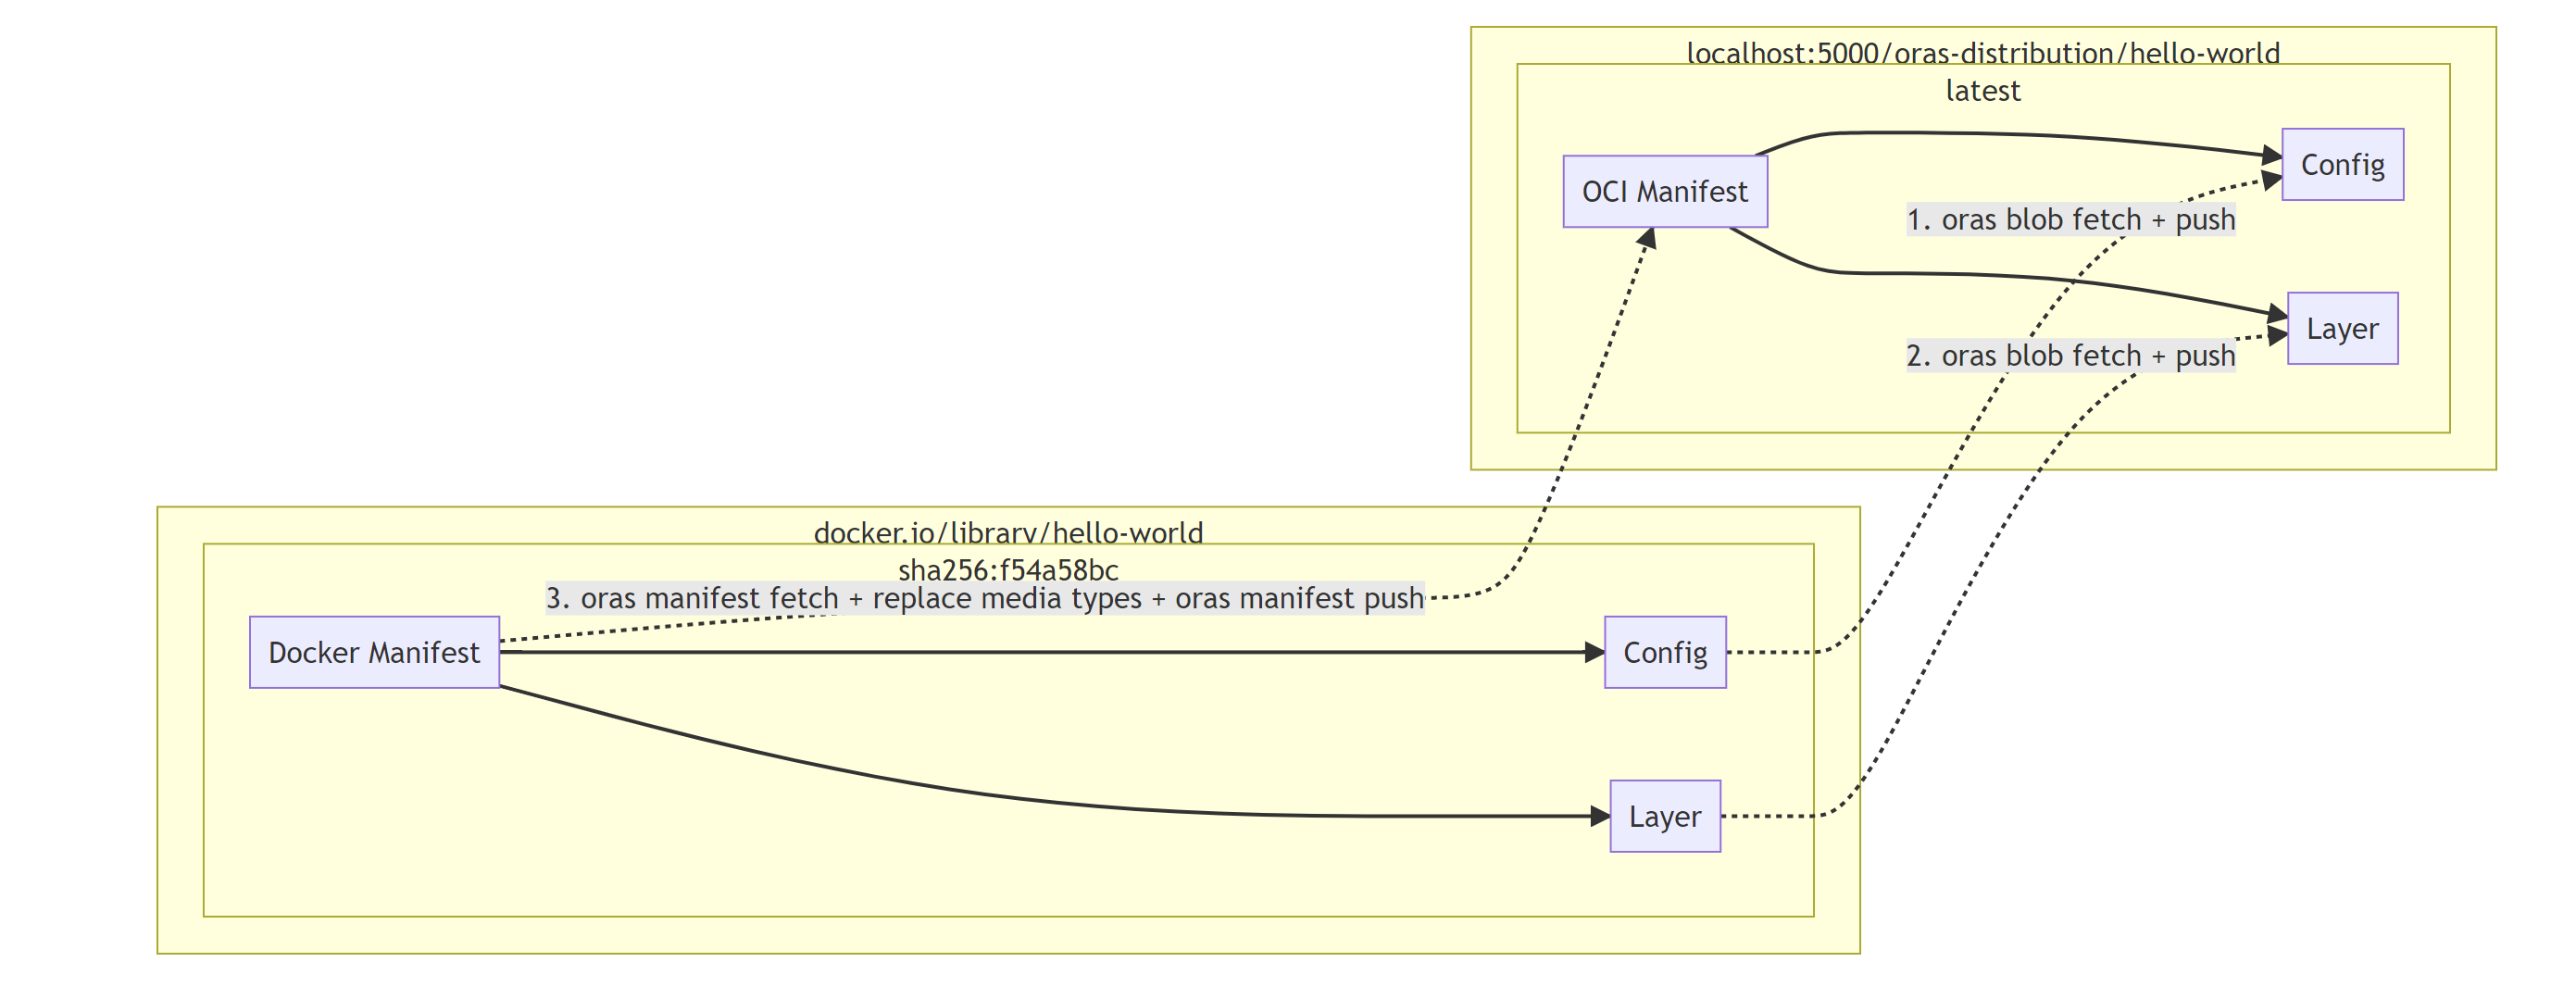 localhost:5000/oras-distribution/hello-world
latest
OCI Manifest
Config
1. oras blob fetch + push
Layer
2. oras blob fetch + push
docker.io/library/hello-world
sha256:f54a58bc
3. oras manifest fetch + replace media types + oras manifest push
Docker Manifest
Config
Layer